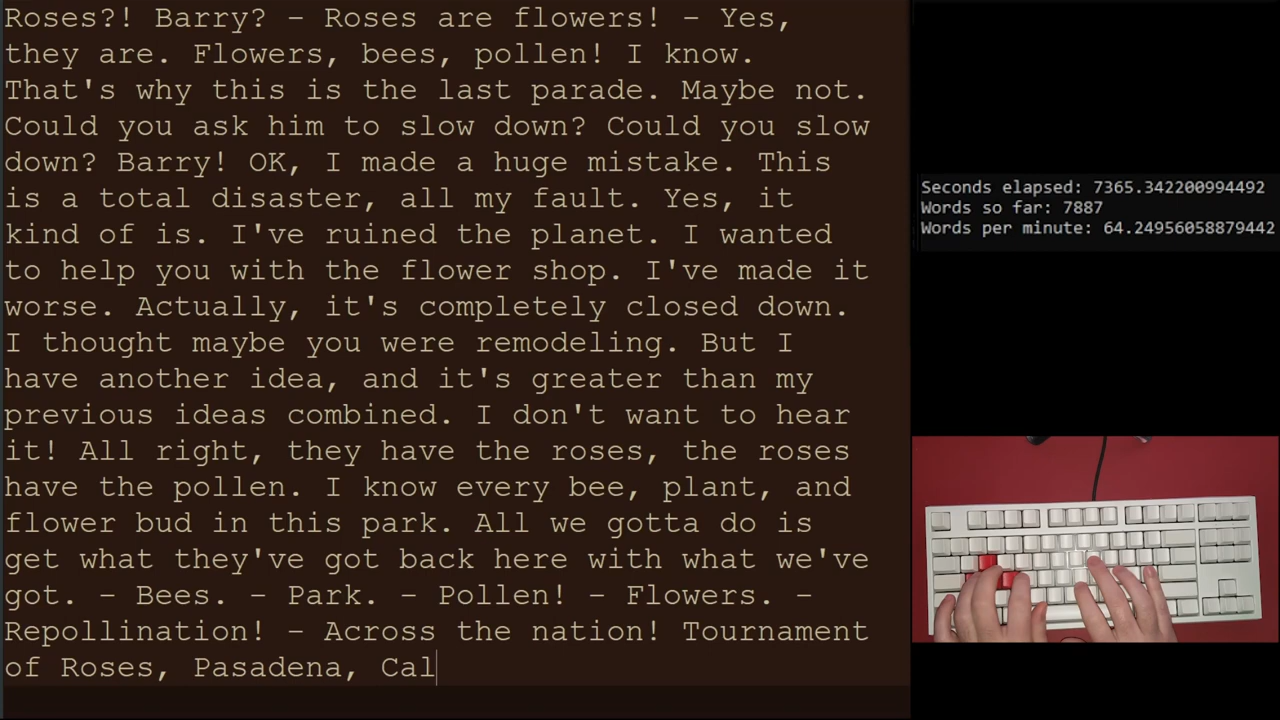 Roses?! Barry? - Roses are flowers! - Yes,
they are. Flowers, bees, pollen! I know.
That's why this is the last parade. Maybe not.
Could you ask him to slow down? Could you slow
down? Barry! OK, I made a huge mistake. This
is a total disaster, all my fault. Yes, it
kind of is. I've ruined the planet. I wanted
to help you with the flower shop. I've made it
worse. Actually, it's completely closed down.
I thought maybe you were remodeling. But I
have another idea, and it's greater than my
previous ideas combined. I don't want to hear
it! All right, they have the roses, the roses
have the pollen. I know every bee, plant, and
flower bud in this park. All we gotta do is
get what they've got back here with what we've
got. - Bees. - Park. - Pollen! - Flowers. -
Repollination! - Across the nation! Tournament
of Roses, Pasadena, Cal
Seconds elapsed: 7365.342200994492
Words so far: 7887
Words per minute: 64.24956058879442